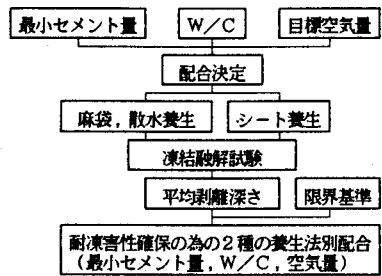 最小セメント量 W/C 目標空気量
配合決定
麻袋,散水養生 シート養生
凍結融解試験
平均剥離深さ 限界基準
耐凍害性確保の為の2種の養生法別配合
(最小セメント量,W/C,空気量)